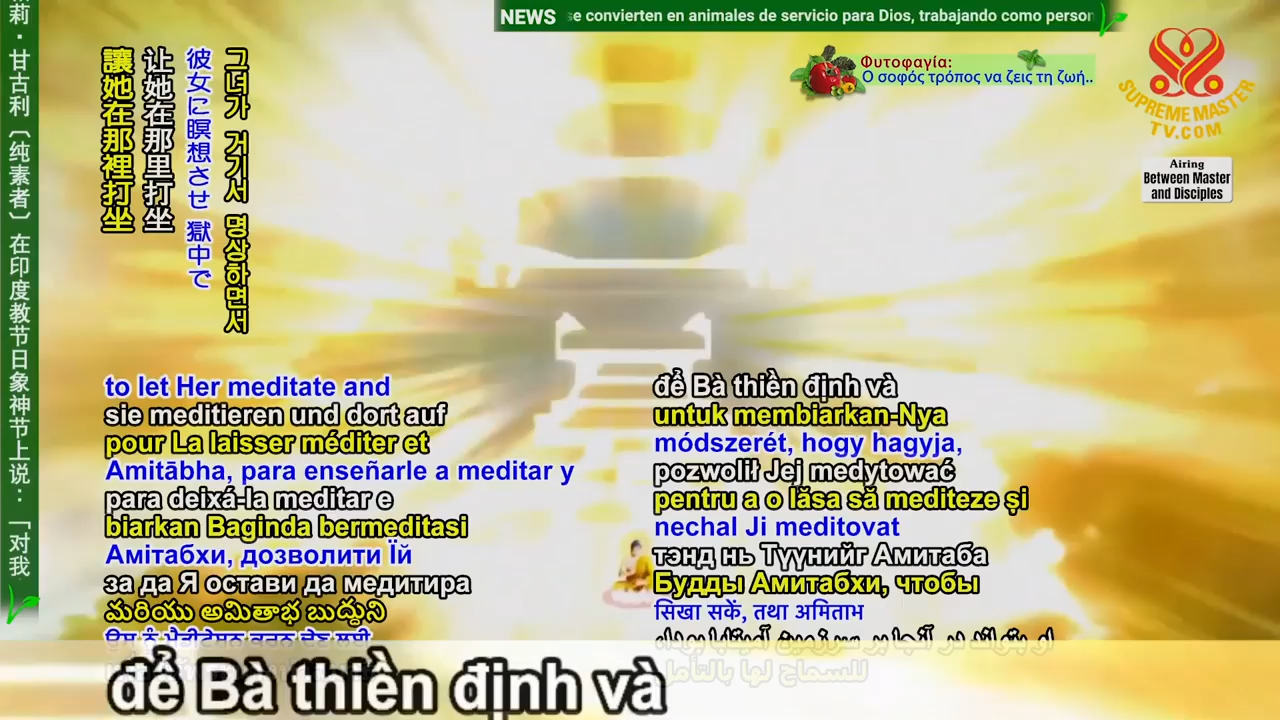 NEWS
se convierten en animales de servicio para Dios, trabajando como person
Φυτοφαγία:
Ο σοφός τρόπος να ζεις τη ζωή..
SUPREME MASTER
TV.COM
Airing
Between Master
and Disciples
莉·甘古利（纯素者）在印度教节日象神节上说：「对我
讓她在那裡打坐
让她在那里打坐
彼女に瞑想させ 獄中で
그녀가 거기서 명상하면서
to let Her meditate and
sie meditieren und dort auf
pour La laisser méditer et
Amitābha, para enseñarle a meditar y
para deixá-la meditar e
biarkan Baginda bermeditasi
Амітабхи, дозволити Їй
за да Я остави да медитира
మరియు అమితాభ బుద్ధుని
để Bà thiền định và
untuk membiarkan-Nya
módszerét, hogy hagyja,
pozwolił Jej medytować
pentru a o lăsa să mediteze și
nechal Ji meditovat
тэнд нь Түүнийг Амитаба
Будды Амитабхи, чтобы
सिखा सकें, तथा अमिताभ
للسماح لها بالتأمل
để Bà thiền định và